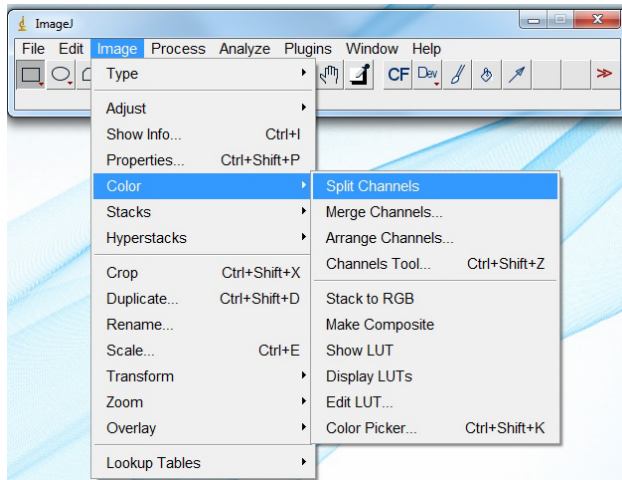 ImageJ
File Edit Image Process Analyze Plugins Window Help
CF Dev
Type
Adjust
Show Info... Ctrl+I
Properties... Ctrl+Shift+P
Color
Stacks
Hyperstacks
Crop Ctrl+Shift+X
Duplicate... Ctrl+Shift+D
Rename...
Scale... Ctrl+E
Transform
Zoom
Overlay
Lookup Tables
Split Channels
Merge Channels...
Arrange Channels...
Channels Tool... Ctrl+Shift+Z
Stack to RGB
Make Composite
Show LUT
Display LUTs
Edit LUT...
Color Picker... Ctrl+Shift+K